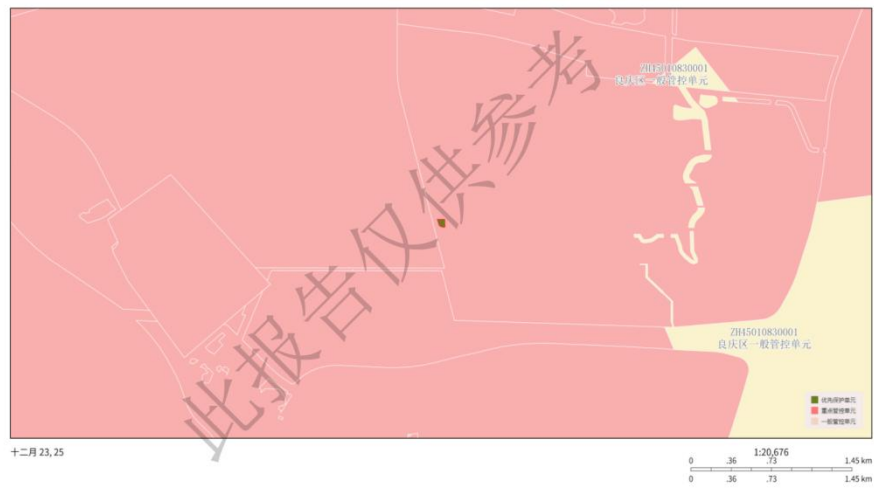 ZH45010830001
良庆区一般管控单元
此报告仅供参考
ZH45010830001
良庆区一般管控单元
优先保护单元
重点管控单元
一般管控单元
十二月 23, 25
1:20,676
0 .36 .73 1.45 km
0 .36 .73 1.45 km